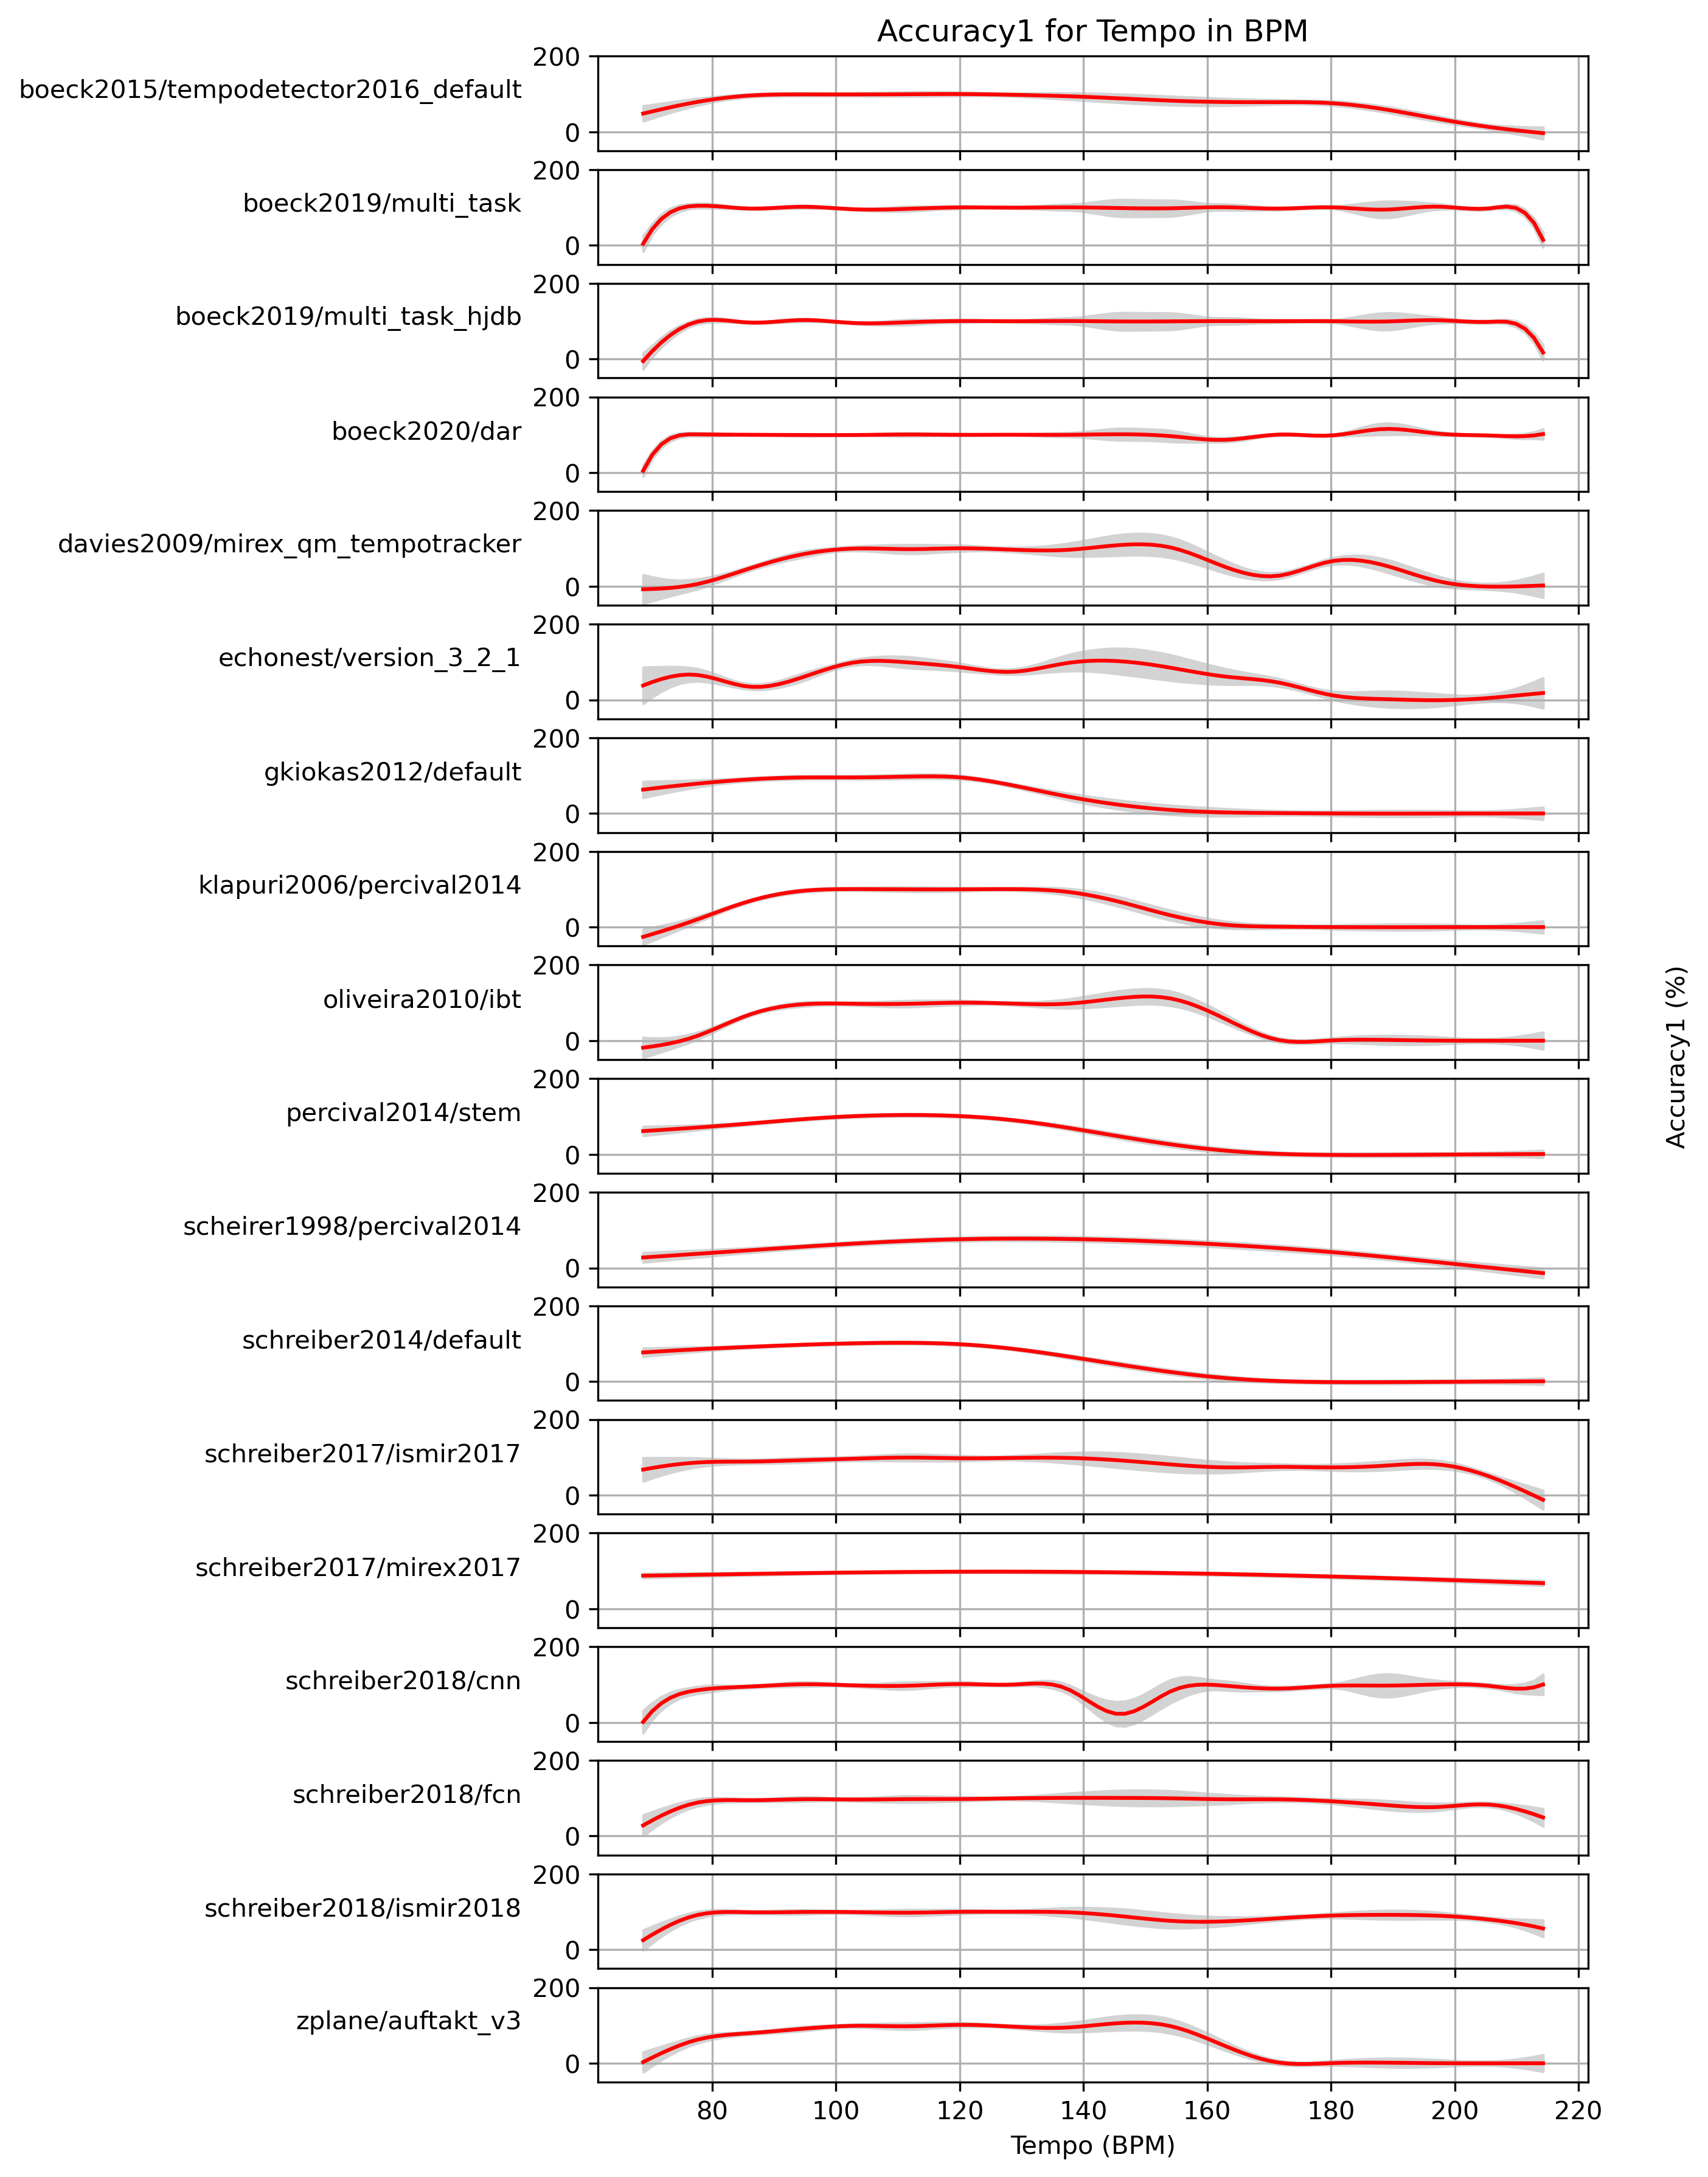 Accuracy1 for Tempo in BPM
boeck2015/tempodetector2016_default
200
0
boeck2019/multi_task
200
0
boeck2019/multi_task_hjdb
200
0
boeck2020/dar
200
0
davies2009/mirex_qm_tempotracker
200
0
echonest/version_3_2_1
200
0
gkiokas2012/default
200
0
klapuri2006/percival2014
200
0
oliveira2010/ibt
200
0
percival2014/stem
200
0
scheirer1998/percival2014
200
0
schreiber2014/default
200
0
schreiber2017/ismir2017
200
0
schreiber2017/mirex2017
200
0
schreiber2018/cnn
200
0
schreiber2018/fcn
200
0
schreiber2018/ismir2018
200
0
zplane/auftakt_v3
200
0
80 100 120 140 160 180 200 220
Tempo (BPM)
Accuracy1 (%)